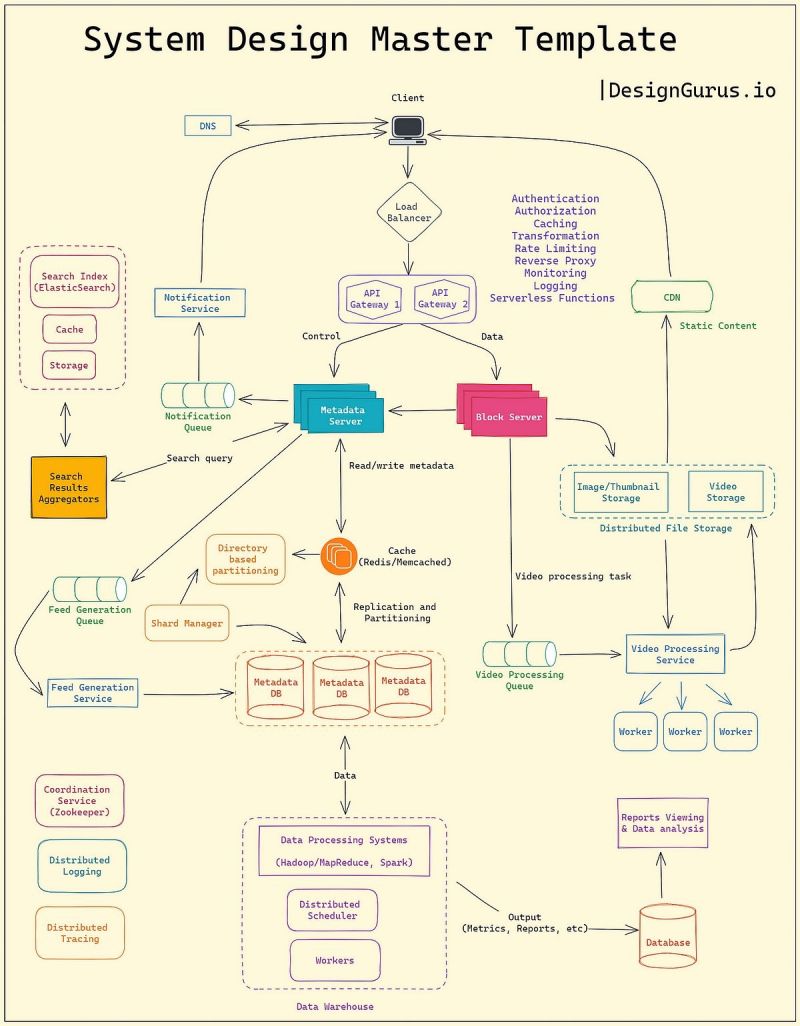 System Design Master Template
|DesignGurus.io
Client
DNS
Load
Balancer
Authentication
Authorization
Caching
Transformation
Rate Limiting
Reverse Proxy
Monitoring
Logging
Serverless Functions
Search Index
(ElasticSearch)
Cache
Storage
Notification
Service
API
Gateway 1
API
Gateway 2
CDN
Static Content
Control
Data
Notification
Queue
Metadata
Server
Block Server
Search query
Read/write metadata
Search
Results
Aggregators
Image/Thumbnail
Storage
Video
Storage
Distributed File Storage
Directory
based
partitioning
Cache
(Redis/Memcached)
Video processing task
Feed Generation
Queue
Shard Manager
Replication and
Partitioning
Video Processing
Queue
Video Processing
Service
Feed Generation
Service
Metadata
DB
Metadata
DB
Metadata
DB
Worker
Worker
Worker
Data
Coordination
Service
(Zookeeper)
Distributed
Logging
Distributed
Tracing
Data Processing Systems
(Hadoop/MapReduce, Spark)
Distributed
Scheduler
Workers
Data Warehouse
Output
(Metrics, Reports, etc)
Reports Viewing
& Data analysis
Database